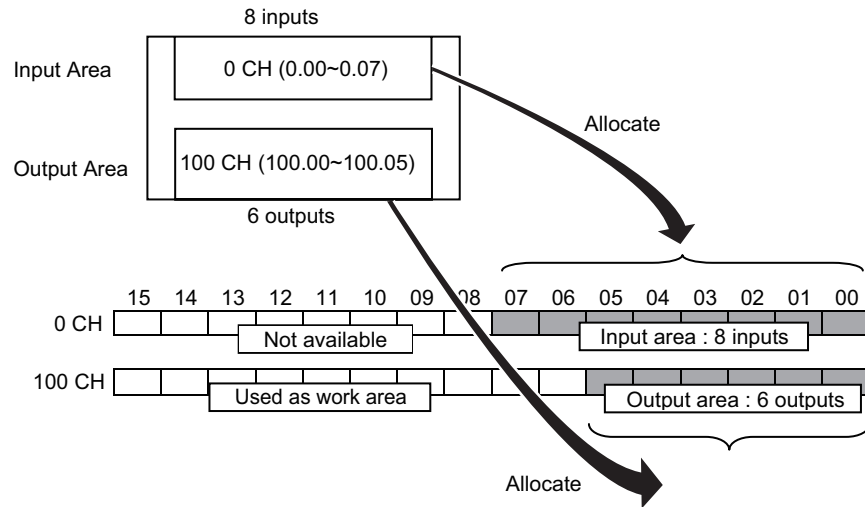 8 inputs
Input Area
0 CH (0.00~0.07)
Allocate
Output Area
100 CH (100.00~100.05)
6 outputs
15 14 13 12 11 10 09 08 07 06 05 04 03 02 01 00
0 CH
Not available
Input area : 8 inputs
100 CH
Used as work area
Output area : 6 outputs
Allocate